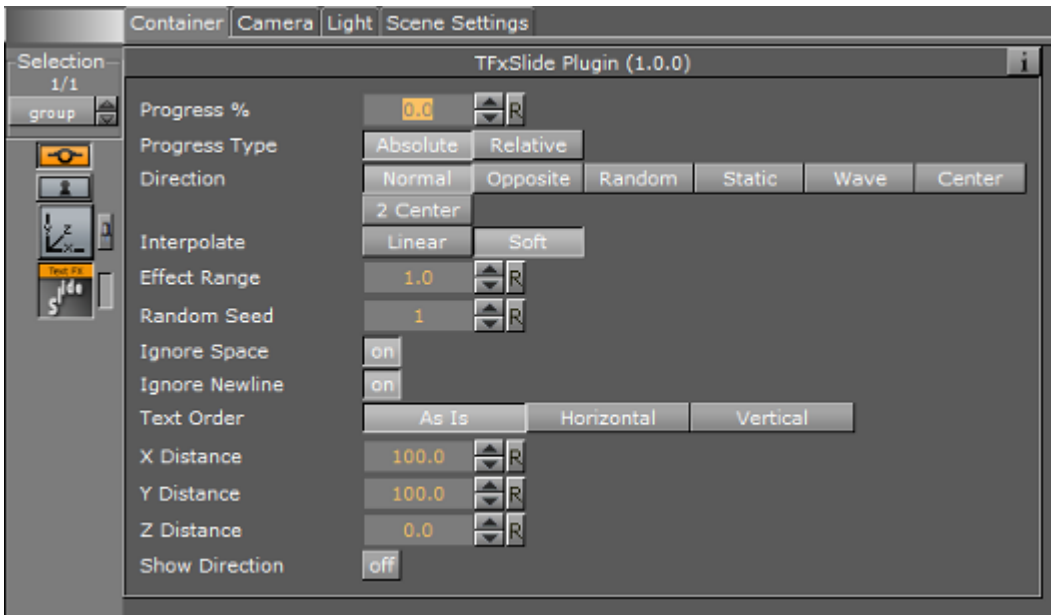 Container Camera Light Scene Settings
Selection
1/1
group
TFxSlide Plugin (1.0.0) i
Progress % 0.0 R
Progress Type Absolute Relative
Direction Normal Opposite Random Static Wave Center
2 Center
Interpolate Linear Soft
Effect Range 1.0 R
Random Seed 1 R
Ignore Space on
Ignore Newline on
Text Order As Is Horizontal Vertical
X Distance 100.0 R
Y Distance 100.0 R
Z Distance 0.0 R
Show Direction off
Y Z
X
Text FX
Slide